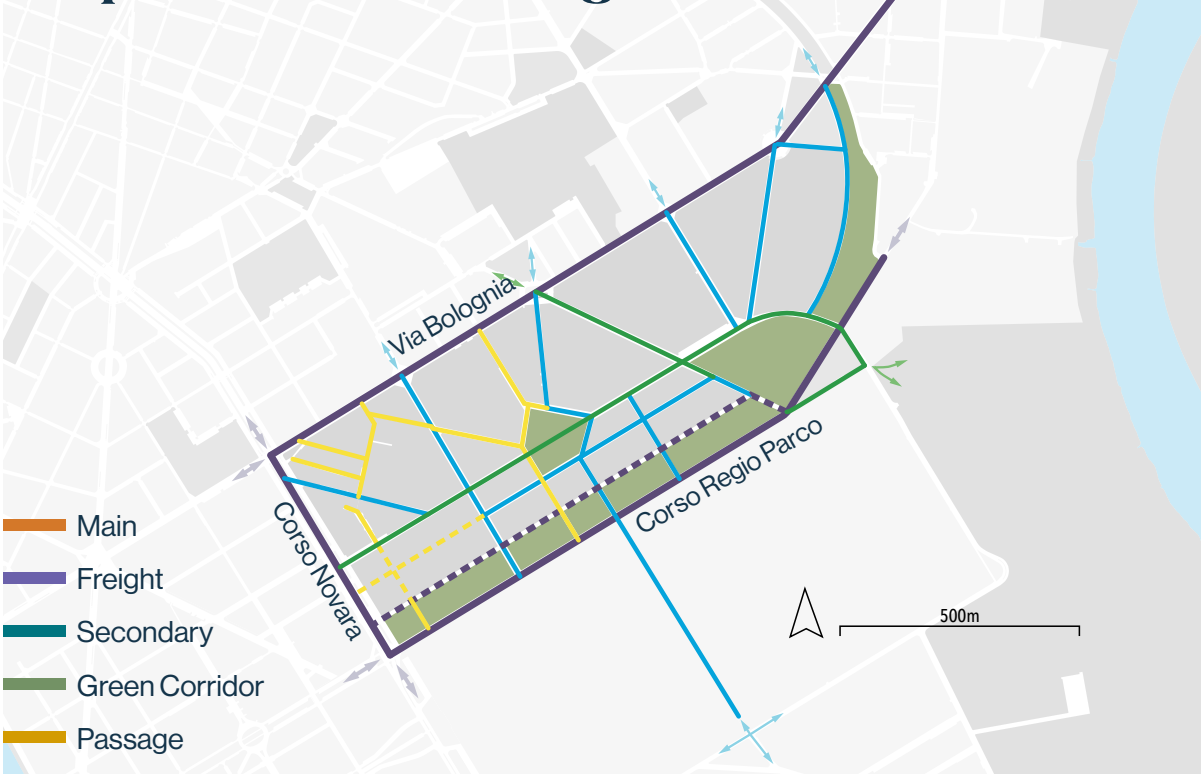 Via Bolognia
Corso Regio Parco
Corso Novara
Main
Freight
Secondary
Green Corridor
Passage
500m